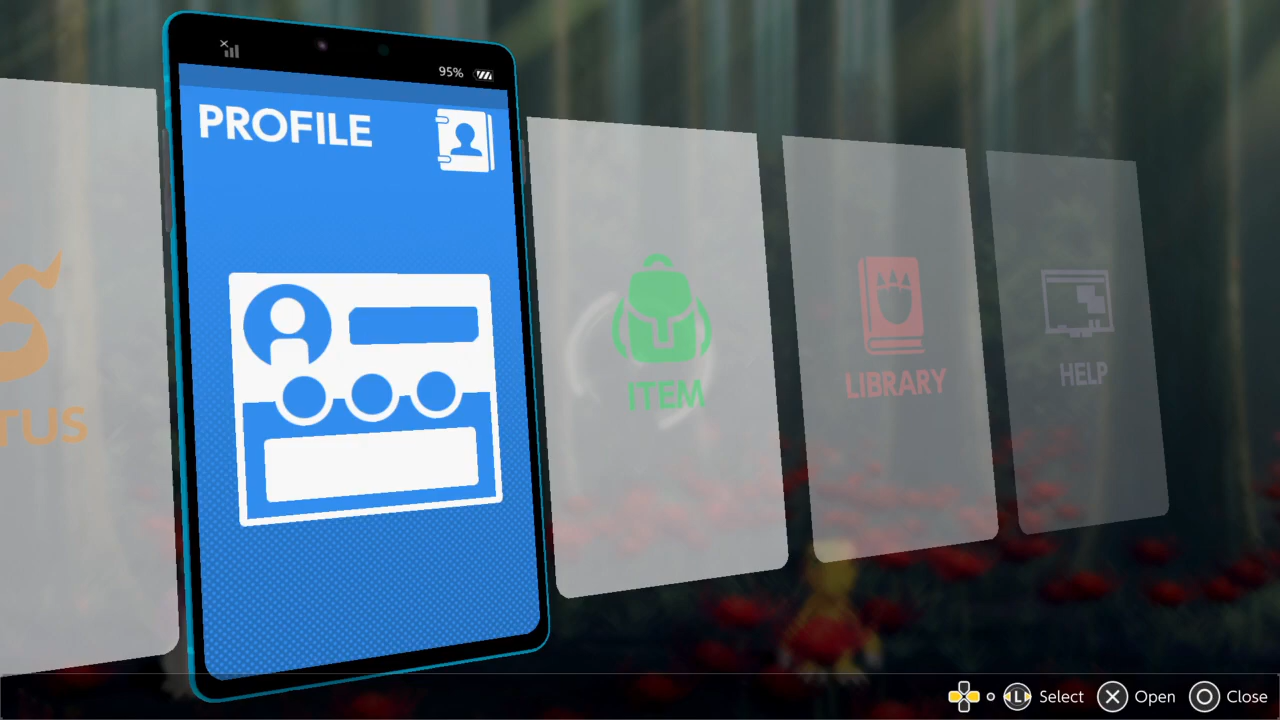 95%
PROFILE
TUS
ITEM
LIBRARY
HELP
L Select
Open
Close